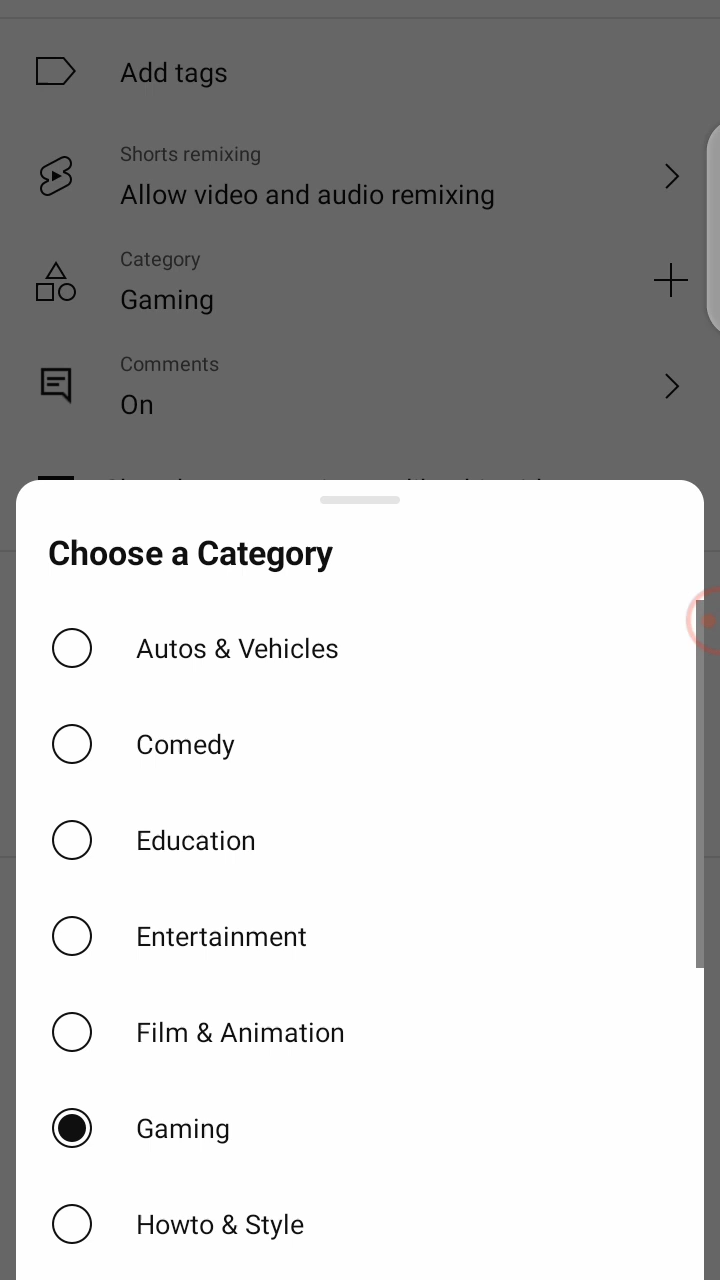 Add tags
Shorts remixing
Allow video and audio remixing
Category
Gaming
Comments
On
Choose a Category
Autos & Vehicles
Comedy
Education
Entertainment
Film & Animation
Gaming
Howto & Style